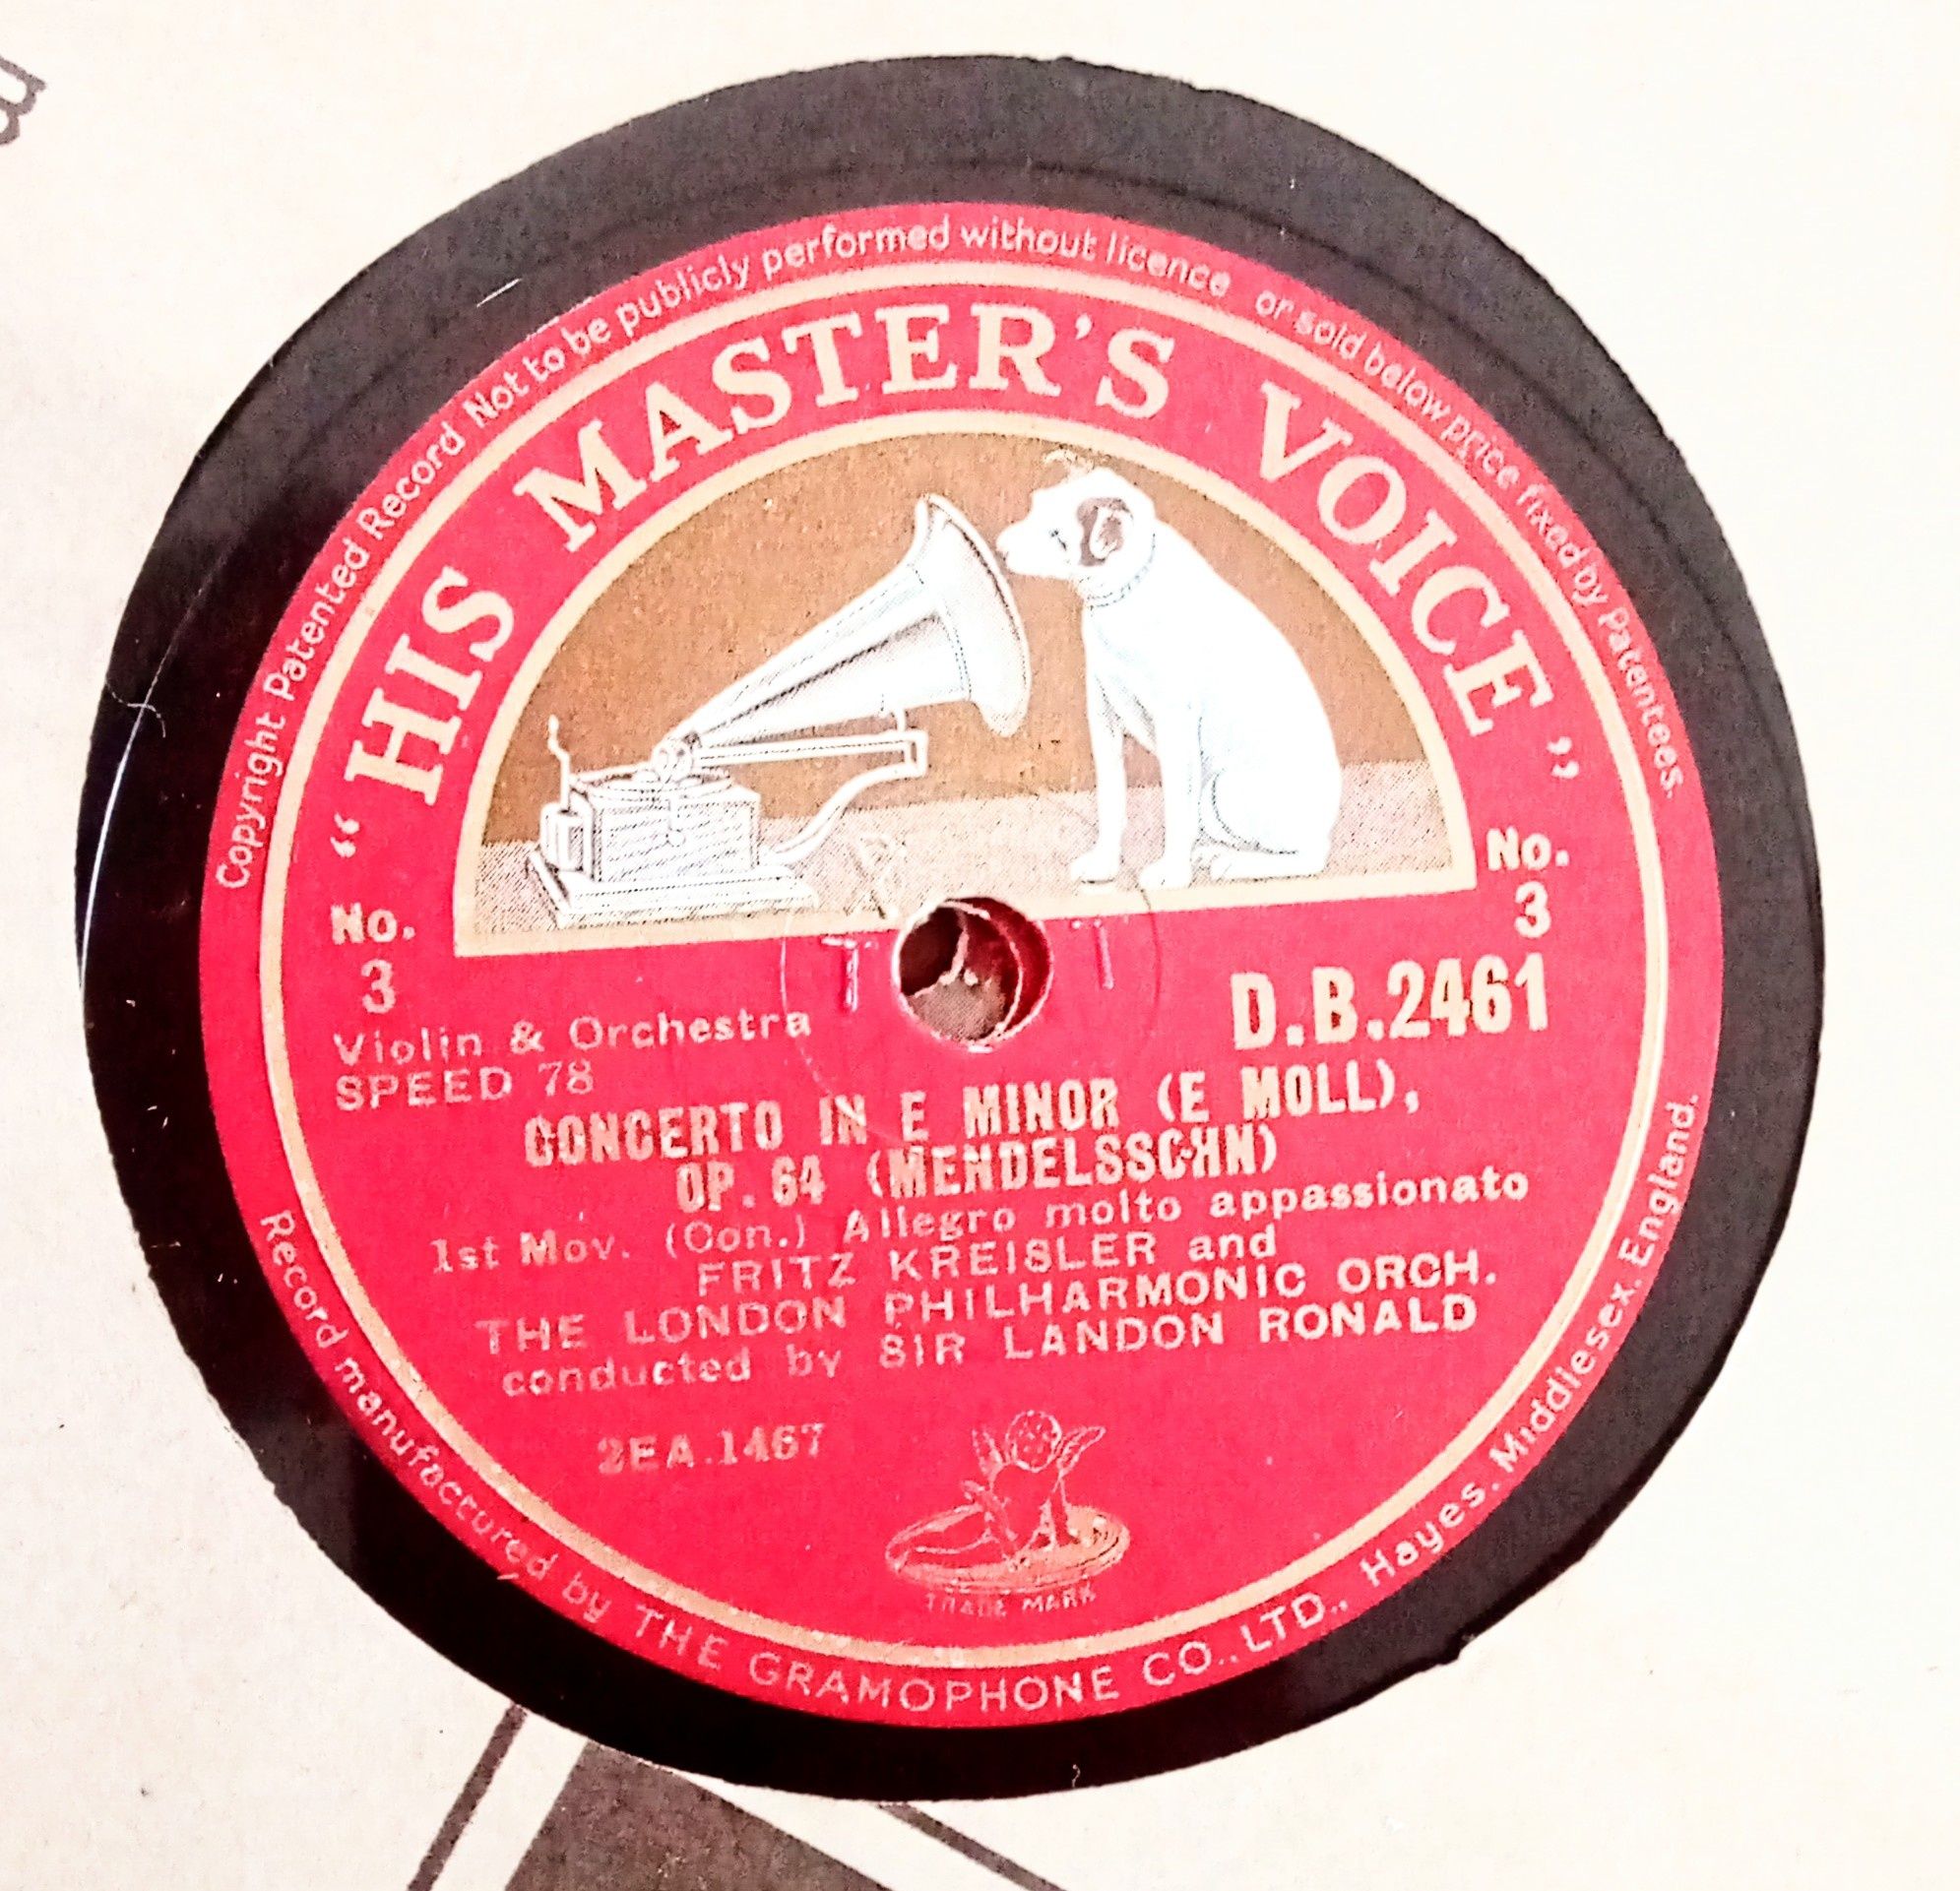 Copyright Patented Record Not to be publicly performed without licence or sold below price fixed by Patentees.
“HIS MASTER'S VOICE”
No.
3
No.
3
T T
Violin & Orchestra
SPEED 78
D.B.2461
CONCERTO IN E MINOR (E MOLL),
OP. 64 (MENDELSSOHN)
1st Mov. (Con.) Allegro molto appassionato
FRITZ KREISLER and
THE LONDON PHILHARMONIC ORCH.
conducted by SIR LANDON RONALD
2EA.1467
TRADE MARK
Record manufactured by THE GRAMOPHONE CO., LTD., Hayes, Middlesex, England.